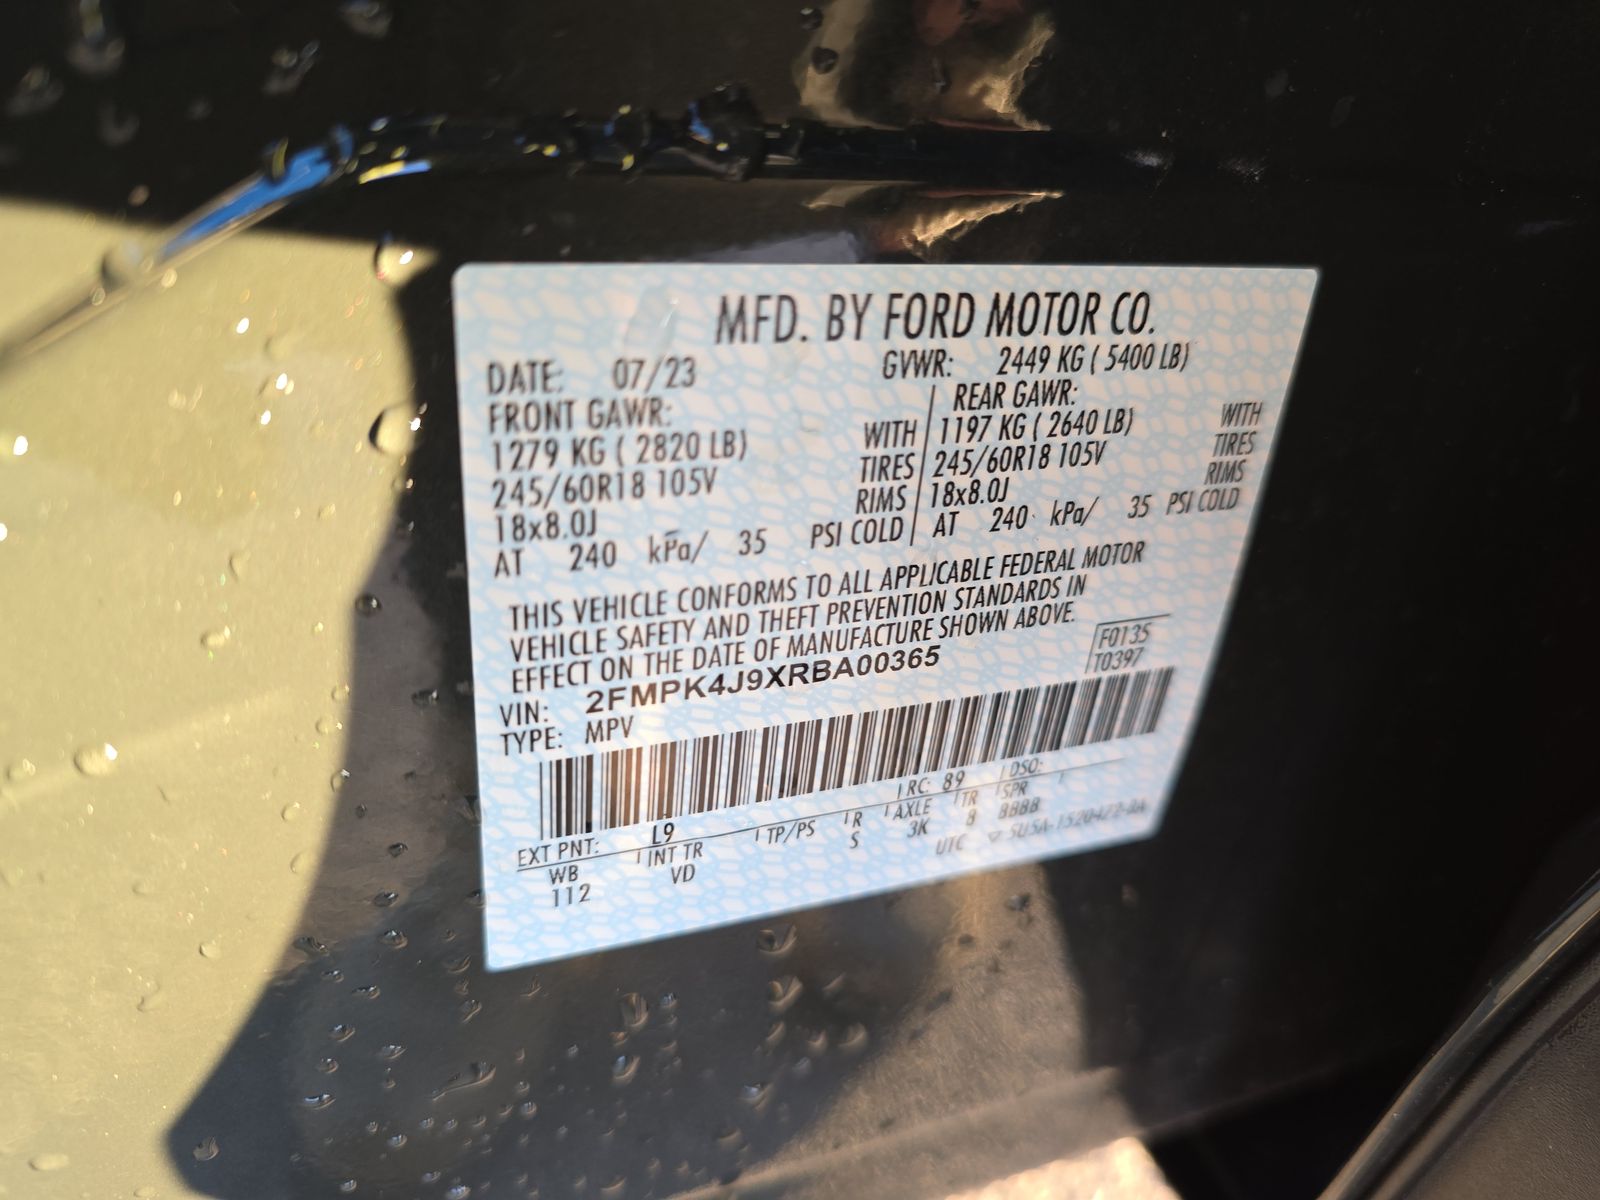 MFD. BY FORD MOTOR CO.
DATE: 07/23 GVWR: 2449 KG ( 5400 LB)
FRONT GAWR: REAR GAWR:
1279 KG ( 2820 LB) WITH 1197 KG ( 2640 LB) WITH
245/60R18 105V TIRES 245/60R18 105V TIRES
18x8.0J RIMS 18x8.0J RIMS
AT 240 kPa/ 35 PSI COLD AT 240 kPa/ 35 PSI COLD
THIS VEHICLE CONFORMS TO ALL APPLICABLE FEDERAL MOTOR
VEHICLE SAFETY AND THEFT PREVENTION STANDARDS IN
EFFECT ON THE DATE OF MANUFACTURE SHOWN ABOVE.
F0135
T0397
VIN: 2FMPK4J9XRBA00365
TYPE: MPV
EXT PNT: L9 RC: 89 DSO:
WB INT TR TP/PS R AXLE TR SPR
112 VD S 3K 8 8888
UTC